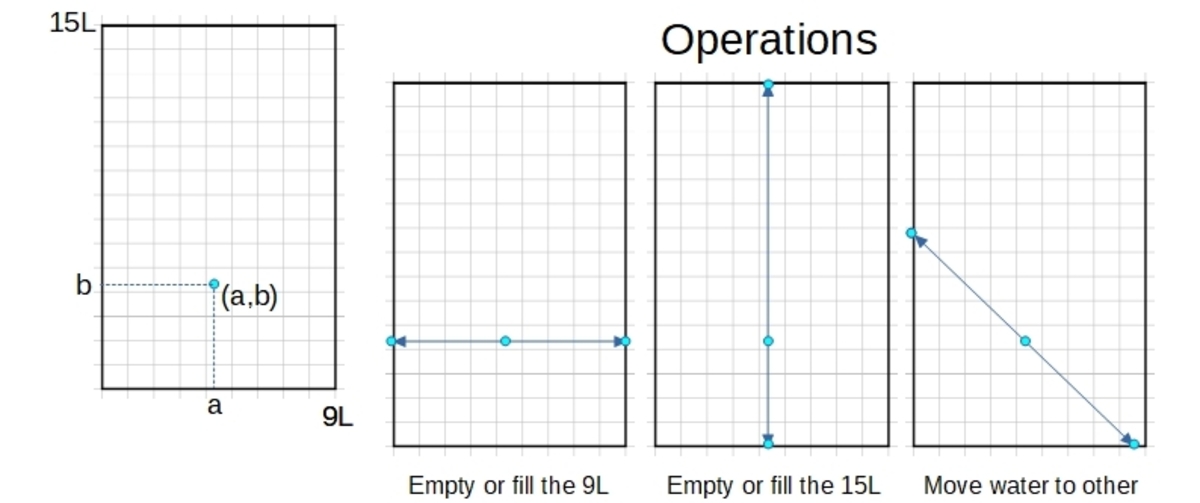 15L
b
(a,b)
a
9L
Operations
Empty or fill the 9L
Empty or fill the 15L
Move water to other